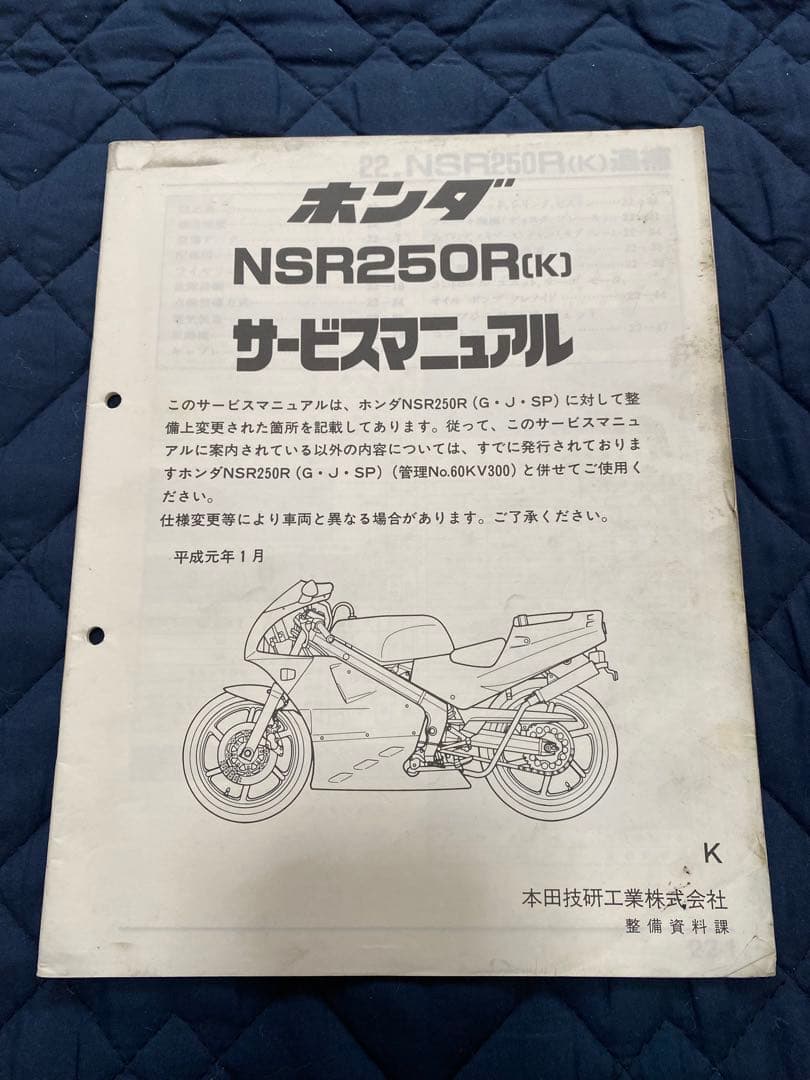 ホンダ
NSR250R(K)
サービスマニュアル
このサービスマニュアルは、ホンダNSR250R(G・J・SP)に対して整
備上変更された箇所を記載してあります。従って、このサービスマニュ
アルに案内されている以外の内容については、すでに発行されておりま
すホンダNSR250R(G・J・SP)(管理No.60KV300)と併せてご使用く
ださい。
仕様変更等により車両と異なる場合があります。ご了承ください。
平成元年1月
K
本田技研工業株式会社
整備資料課